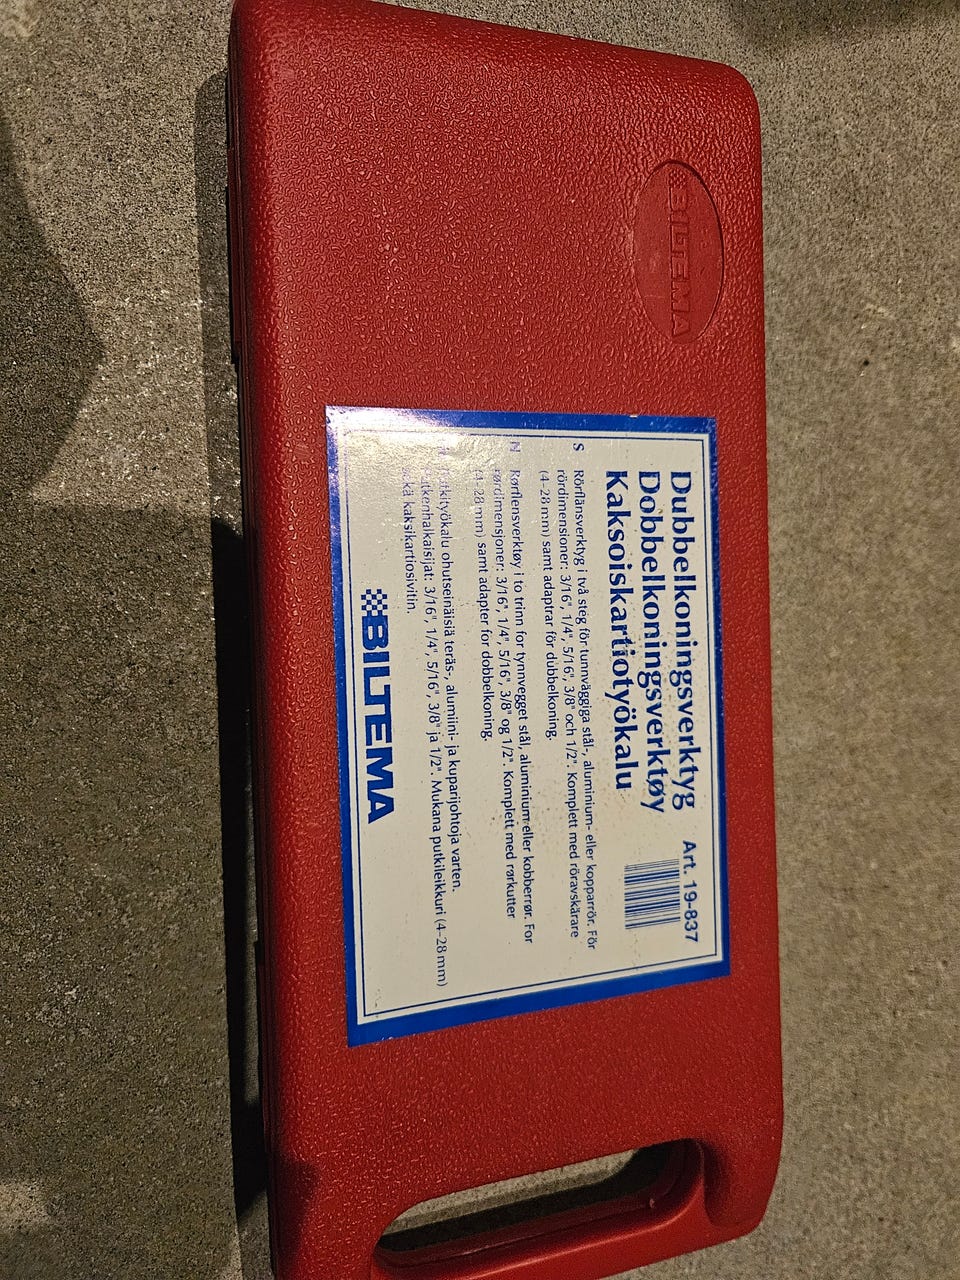 BILTEMA
Dubbelkoningsverktyg Art. 19-837
Dobbelkoningsverktøy
Kaksoiskartiotyökalu
S Rörflänsverktyg i två steg för tunnväggiga stål-, aluminium- eller kopparrör. För
rördimensioner: 3/16", 1/4", 5/16", 3/8" och 1/2". Komplett med röravskärare
(4-28 mm) samt adaptrar för dubbelkoning.
N Rørflensverktøy i to trinn for tynnvegget stål, aluminium eller kobberrør. For
rørdimensjoner: 3/16", 1/4", 5/16", 3/8" og 1/2". Komplett med rørkutter
(4-28 mm) samt adapter for dobbelkoning.
ohutseinäisiä teräs-, alumiini- ja kuparijohtoja varten.
3/16", 1/4", 5/16", 3/8" ja 1/2". Mukana putkileikkuri (4-28 mm)
kaksikartiosivitin.
BILTEMA